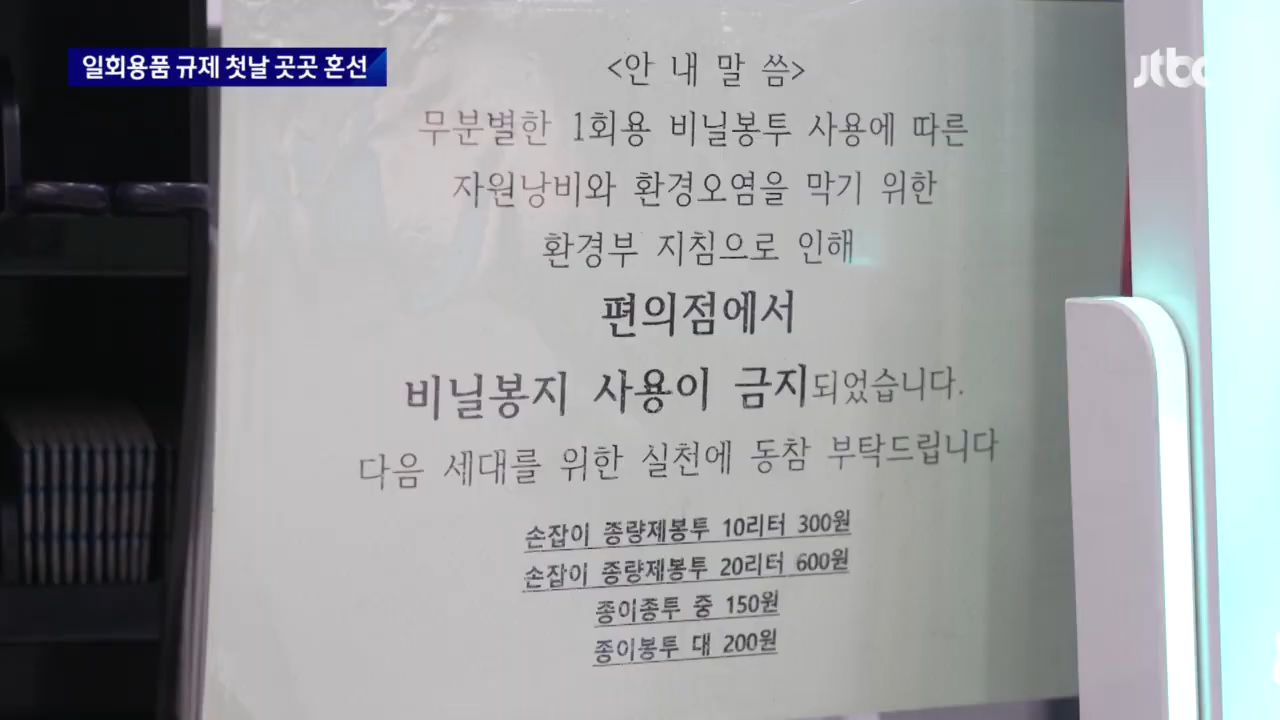 일회용품 규제 첫날 곳곳 혼선
jtbc
<안 내 말 씀>
무분별한 1회용 비닐봉투 사용에 따른
자원낭비와 환경오염을 막기 위한
환경부 지침으로 인해
편의점에서
비닐봉지 사용이 금지되었습니다.
다음 세대를 위한 실천에 동참 부탁드립니다
손잡이 종량제봉투 10리터 300원
손잡이 종량제봉투 20리터 600원
종이종투 중 150원
종이봉투 대 200원